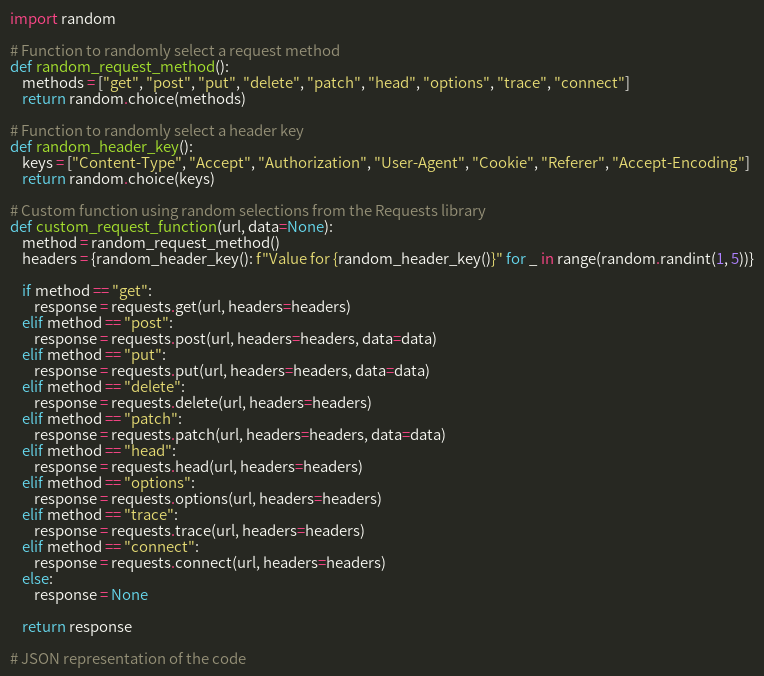 import random

# Function to randomly select a request method
def random_request_method():
    methods = ["get", "post", "put", "delete", "patch", "head", "options", "trace", "connect"]
    return random.choice(methods)

# Function to randomly select a header key
def random_header_key():
    keys = ["Content-Type", "Accept", "Authorization", "User-Agent", "Cookie", "Referer", "Accept-Encoding"]
    return random.choice(keys)

# Custom function using random selections from the Requests library
def custom_request_function(url, data=None):
    method = random_request_method()
    headers = {random_header_key(): f"Value for {random_header_key()}" for _ in range(random.randint(1, 5))}

    if method == "get":
        response = requests.get(url, headers=headers)
    elif method == "post":
        response = requests.post(url, headers=headers, data=data)
    elif method == "put":
        response = requests.put(url, headers=headers, data=data)
    elif method == "delete":
        response = requests.delete(url, headers=headers)
    elif method == "patch":
        response = requests.patch(url, headers=headers, data=data)
    elif method == "head":
        response = requests.head(url, headers=headers)
    elif method == "options":
        response = requests.options(url, headers=headers)
    elif method == "trace":
        response = requests.trace(url, headers=headers)
    elif method == "connect":
        response = requests.connect(url, headers=headers)
    else:
        response = None

    return response

# JSON representation of the code